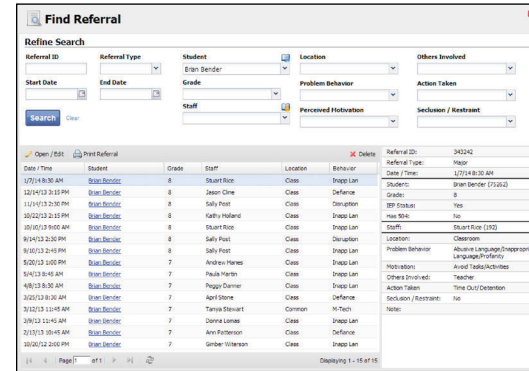 Find Referral
Refine Search
Referral ID Referral Type Student Location Others Involved
Brian Bender
Start Date End Date Grade Problem Behavior Action Taken
Staff Perceived Motivation Seclusion / Restraint
Search Clear
Open / Edit Print Referral Delete
Date / Time Student Grade Staff Location Behavior
1/7/14 8:30 AM Brian Bender 8 Stuart Rice Class Inapp Lan
12/14/13 3:15 PM Brian Bender 8 Jason Cline Class Defiance
11/14/13 2:30 PM Brian Bender 8 Sally Post Class Disruption
10/22/13 2:15 PM Brian Bender 8 Kathy Holland Class Inapp Lan
10/10/13 9:00 AM Brian Bender 8 Stuart Rice Class Inapp Lan
9/14/13 2:30 PM Brian Bender 8 Sally Post Class Disruption
9/10/13 2:45 PM Brian Bender 8 Sally Post Class Inapp Lan
5/20/13 1:00 PM Brian Bender 7 Andrew Hanes Class Inapp Lan
5/4/13 8:45 AM Brian Bender 7 Paula Martin Class Inapp Lan
4/8/13 8:30 AM Brian Bender 7 Peggy Danner Class Inapp Lan
3/25/13 8:30 AM Brian Bender 7 April Stone Class Defiance
3/12/13 11:45 AM Brian Bender 7 Tanya Stewart Common M-Tech
3/9/13 11:45 AM Brian Bender 7 Donna Lomas Class Inapp Lan
2/13/13 10:45 AM Brian Bender 7 Ann Patterson Class Defiance
10/20/12 2:00 PM Brian Bender 7 Gimber Witerson Class Inapp Lan
Page 1 of 1 Displaying 1 - 15 of 15
Referral ID: 343242
Referral Type: Major
Date / Time: 1/7/14 8:30 AM
Student: Brian Bender (75262)
Grade: 8
IEP Status: Yes
Has 504: No
Staff: Stuart Rice (192)
Location: Classroom
Problem Behavior Abusive Language/Inappropri
Language/Profanity
Motivation: Avoid Tasks/Activities
Others Involved: Teacher
Action Taken Time Out/ Detention
Seclusion / Restraint: No
Note: